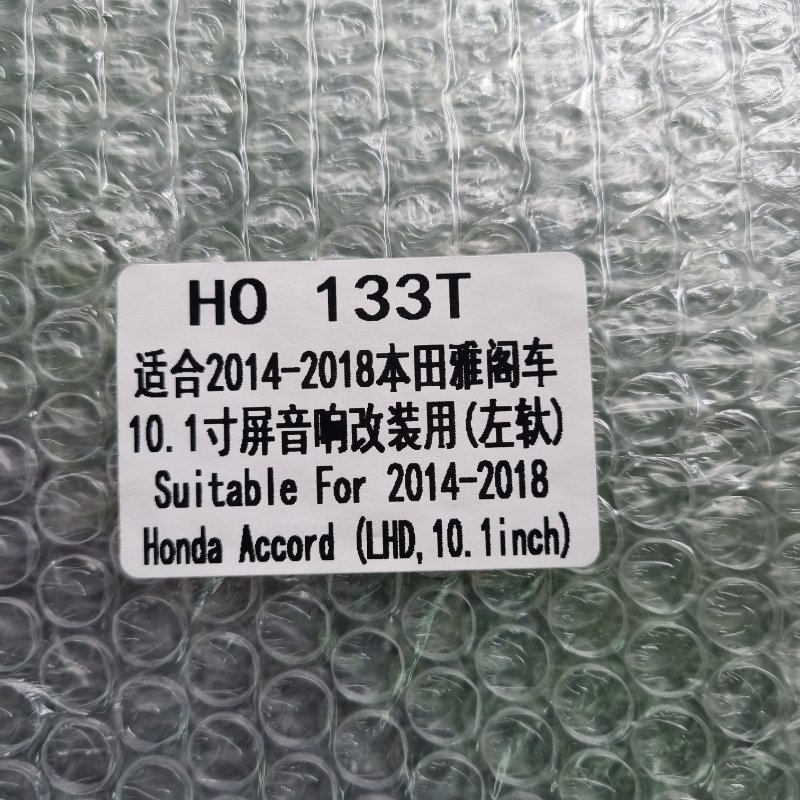 HO 133T
适合2014-2018本田雅阁车
10.1寸屏音响改装用(左轪)
Suitable For 2014-2018
Honda Accord (LHD,10.1inch)